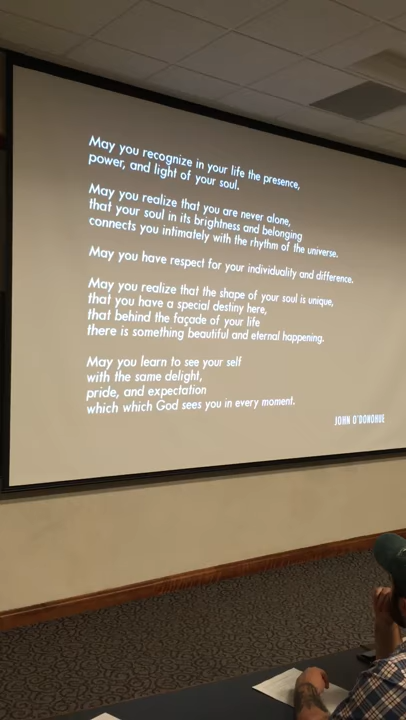 May you recognize in your life the presence,
power, and light of your soul.
May you realize that you are never alone,
that your soul in its brightness and belonging
connects you intimately with the rhythm of the universe.
May you have respect for your individuality and difference.
May you realize that the shape of your soul is unique,
that you have a special destiny here,
that behind the façade of your life
there is something beautiful and eternal happening.
May you learn to see your self
with the same delight,
pride, and expectation
which which God sees you in every moment.
JOHN O'DONOHUE